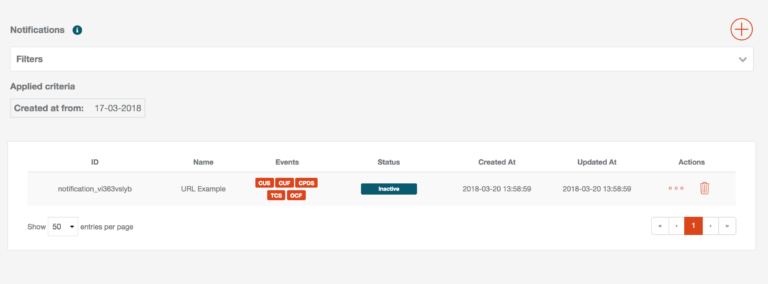 Notifications i
Filters
Applied criteria
Created at from: 17-03-2018
ID Name Events Status Created At Updated At Actions
notification_vi363vslyb URL Example CUS CUF CPDS TCS OCF Inactive 2018-03-20 13:58:59 2018-03-20 13:58:59
Show 50 entries per page « ‹ 1 › »